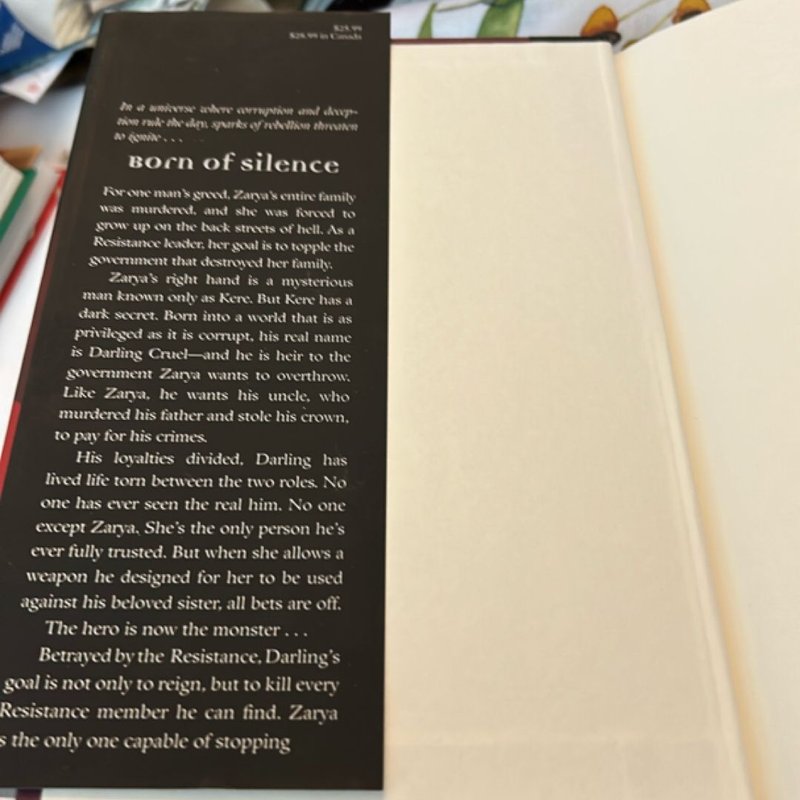 $25.99
$28.99 in Canada
In a universe where corruption and decep-
tion rule the day, sparks of rebellion threaten
to ignite . . .
Born of silence
For one man's greed, Zarya's entire family
was murdered, and she was forced to
grow up on the back streets of hell. As a
Resistance leader, her goal is to topple the
government that destroyed her family.
Zarya's right hand is a mysterious
man known only as Kere. But Kere has a
dark secret. Born into a world that is as
privileged as it is corrupt, his real name
is Darling Cruel—and he is heir to the
government Zarya wants to overthrow.
Like Zarya, he wants his uncle, who
murdered his father and stole his crown,
to pay for his crimes.
His loyalties divided, Darling has
lived life torn between the two roles. No
one has ever seen the real him. No one
except Zarya. She's the only person he's
ever fully trusted. But when she allows a
weapon he designed for her to be used
against his beloved sister, all bets are off.
The hero is now the monster . . .
Betrayed by the Resistance, Darling's
goal is not only to reign, but to kill every
Resistance member he can find. Zarya
s the only one capable of stopping